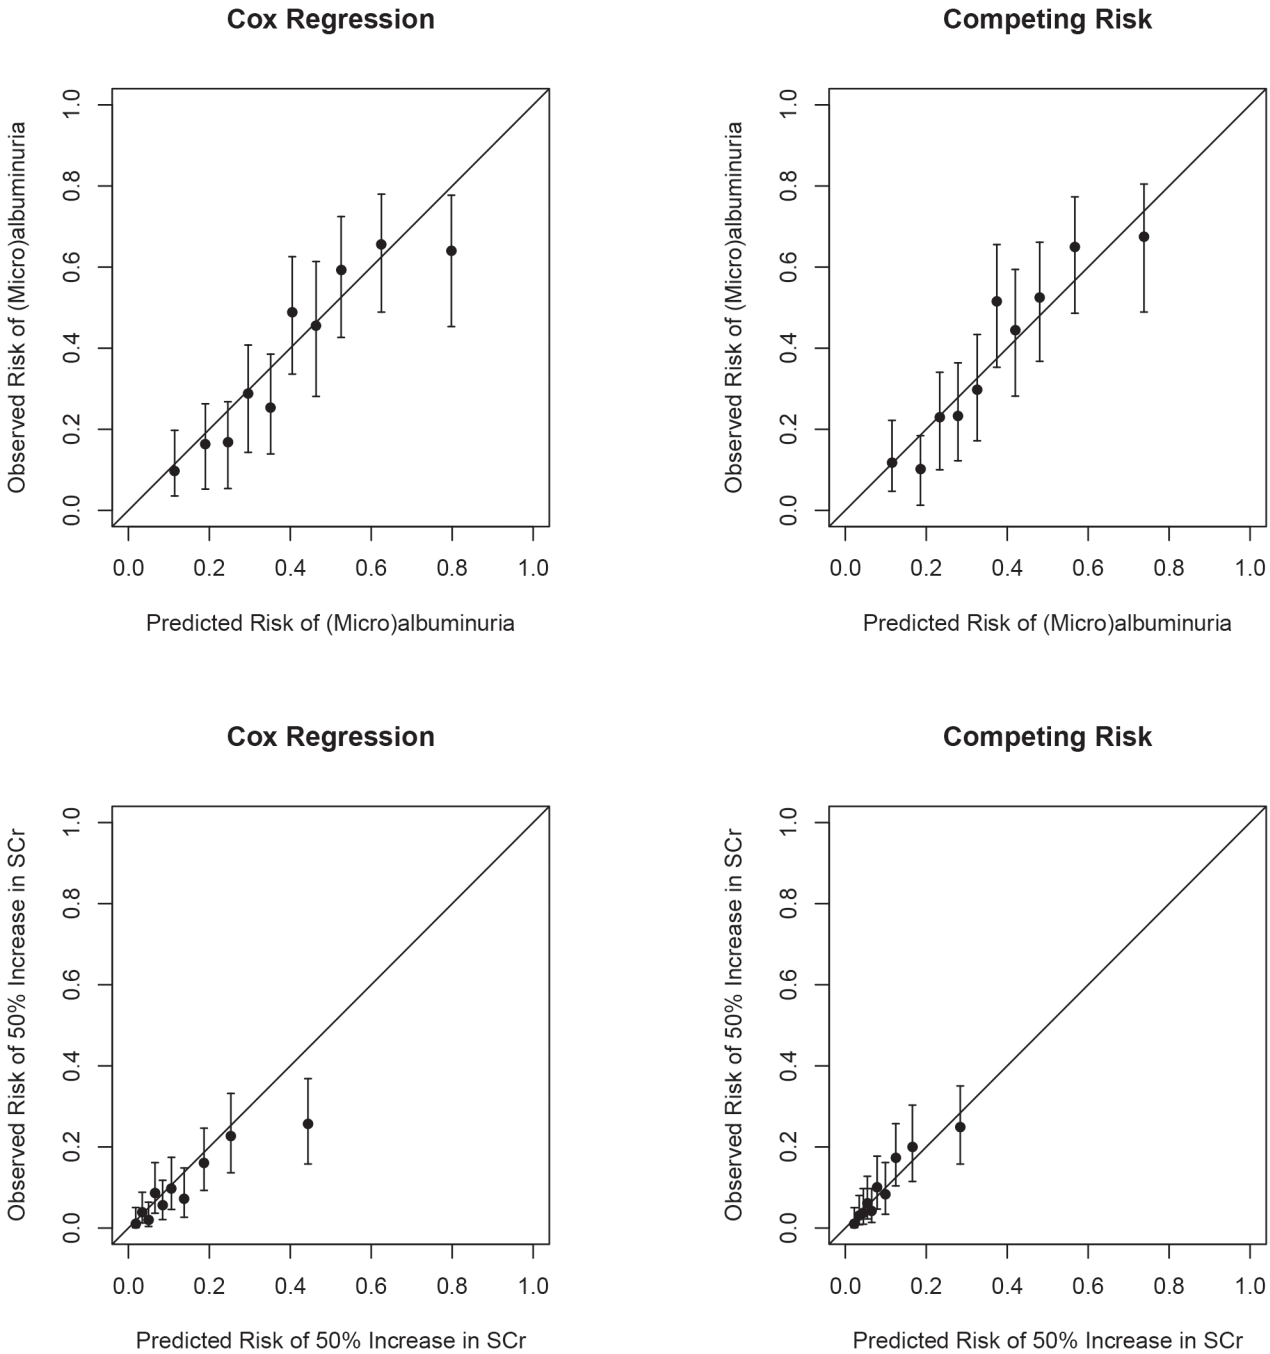 Cox Regression
Observed Risk of (Micro)albuminuria
1.0
0.8
0.6
0.4
0.2
0.0
0.0 0.2 0.4 0.6 0.8 1.0
Predicted Risk of (Micro)albuminuria
Competing Risk
Observed Risk of (Micro)albuminuria
1.0
0.8
0.6
0.4
0.2
0.0
0.0 0.2 0.4 0.6 0.8 1.0
Predicted Risk of (Micro)albuminuria
Cox Regression
Observed Risk of 50% Increase in SCr
1.0
0.8
0.6
0.4
0.2
0.0
0.0 0.2 0.4 0.6 0.8 1.0
Predicted Risk of 50% Increase in SCr
Competing Risk
Observed Risk of 50% Increase in SCr
1.0
0.8
0.6
0.4
0.2
0.0
0.0 0.2 0.4 0.6 0.8 1.0
Predicted Risk of 50% Increase in SCr